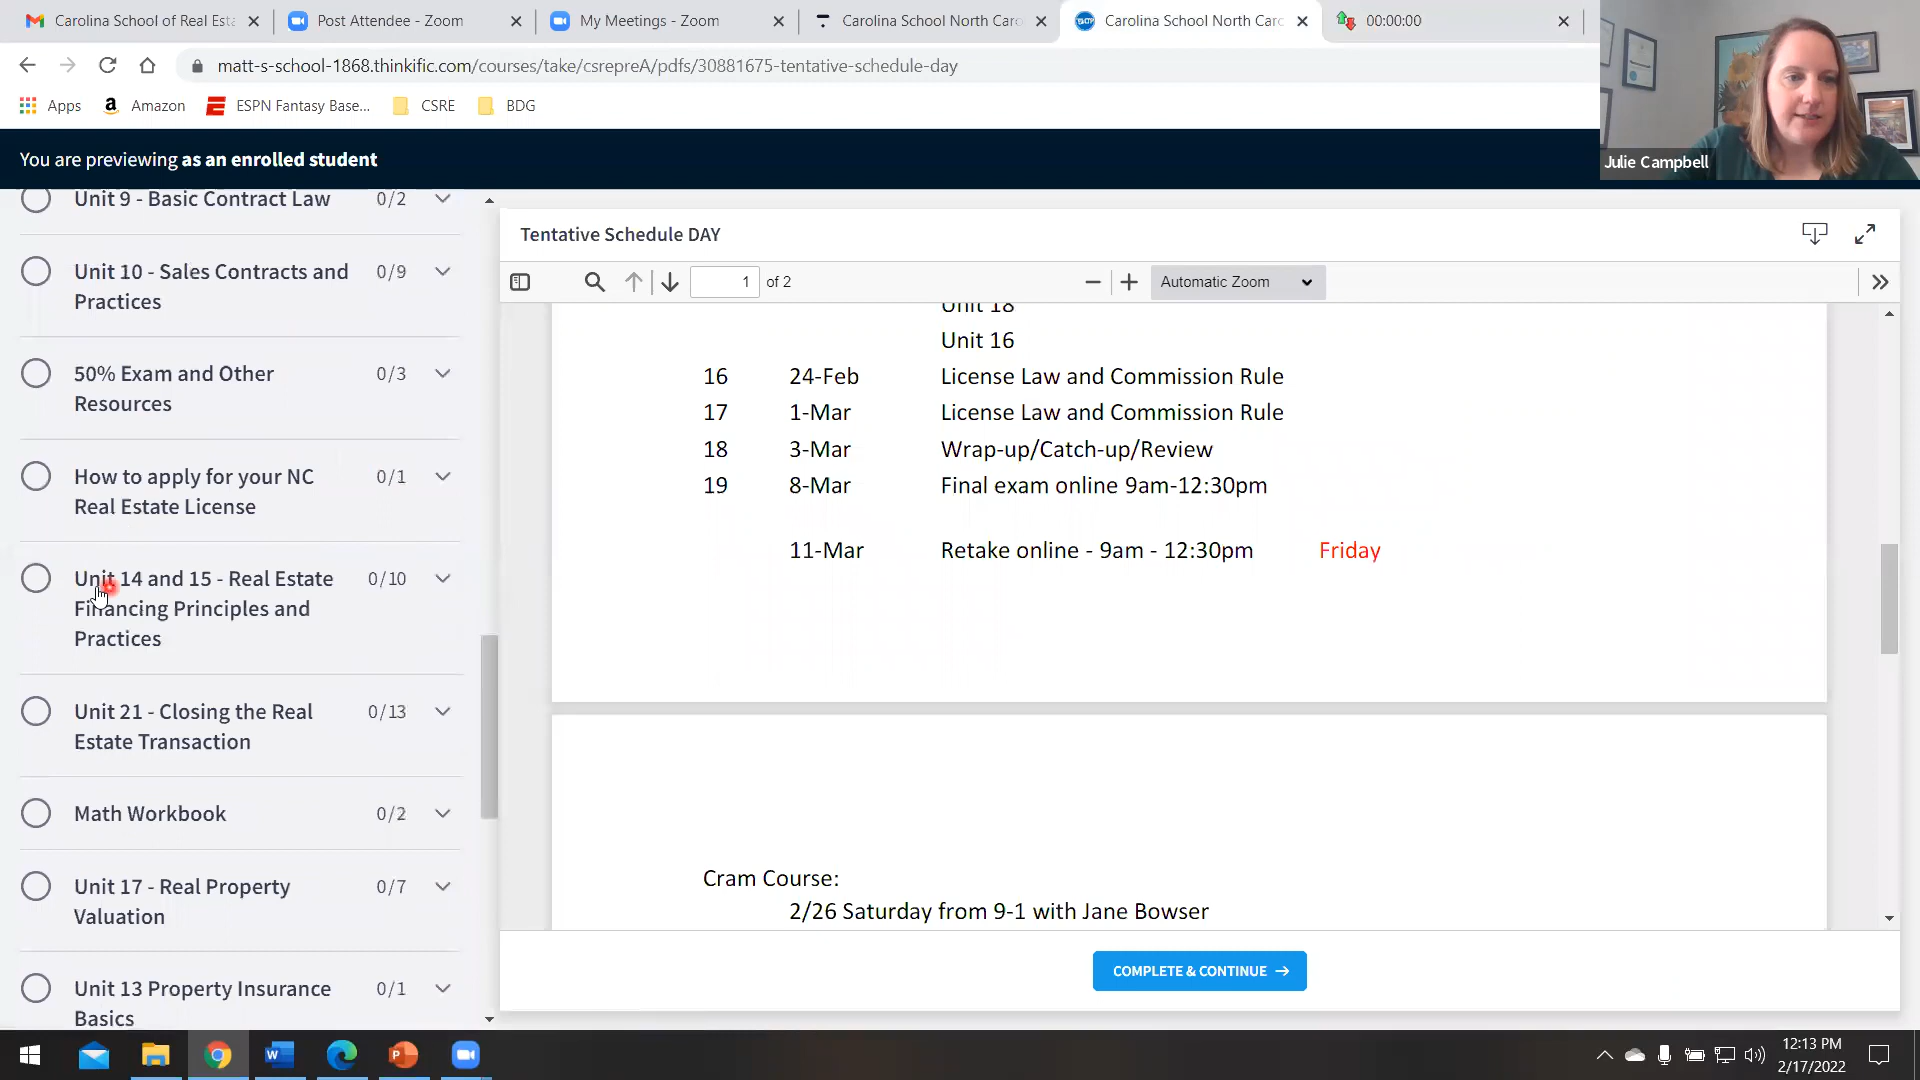 Carolina School of Real Esta
Post Attendee - Zoom
My Meetings - Zoom
Carolina School North Caro
Carolina School North Carc
00:00:00
matt-s-school-1868.thinkific.com/courses/take/csrepreA/pdfs/30881675-tentative-schedule-day
Apps
Amazon
ESPN Fantasy Base...
CSRE
BDG
Julie Campbell
You are previewing as an enrolled student
Unit 9 - Basic Contract Law 0/2
Unit 10 - Sales Contracts and 0/9
Practices
50% Exam and Other 0/3
Resources
How to apply for your NC 0/1
Real Estate License
Unit 14 and 15 - Real Estate 0/10
Financing Principles and
Practices
Unit 21 - Closing the Real 0/13
Estate Transaction
Math Workbook 0/2
Unit 17 - Real Property 0/7
Valuation
Unit 13 Property Insurance 0/1
Basics
Tentative Schedule DAY
1 of 2
Automatic Zoom
Unit 18
Unit 16
16 24-Feb License Law and Commission Rule
17 1-Mar License Law and Commission Rule
18 3-Mar Wrap-up/Catch-up/Review
19 8-Mar Final exam online 9am-12:30pm
11-Mar Retake online - 9am - 12:30pm Friday
Cram Course:
2/26 Saturday from 9-1 with Jane Bowser
COMPLETE & CONTINUE →
12:13 PM
2/17/2022